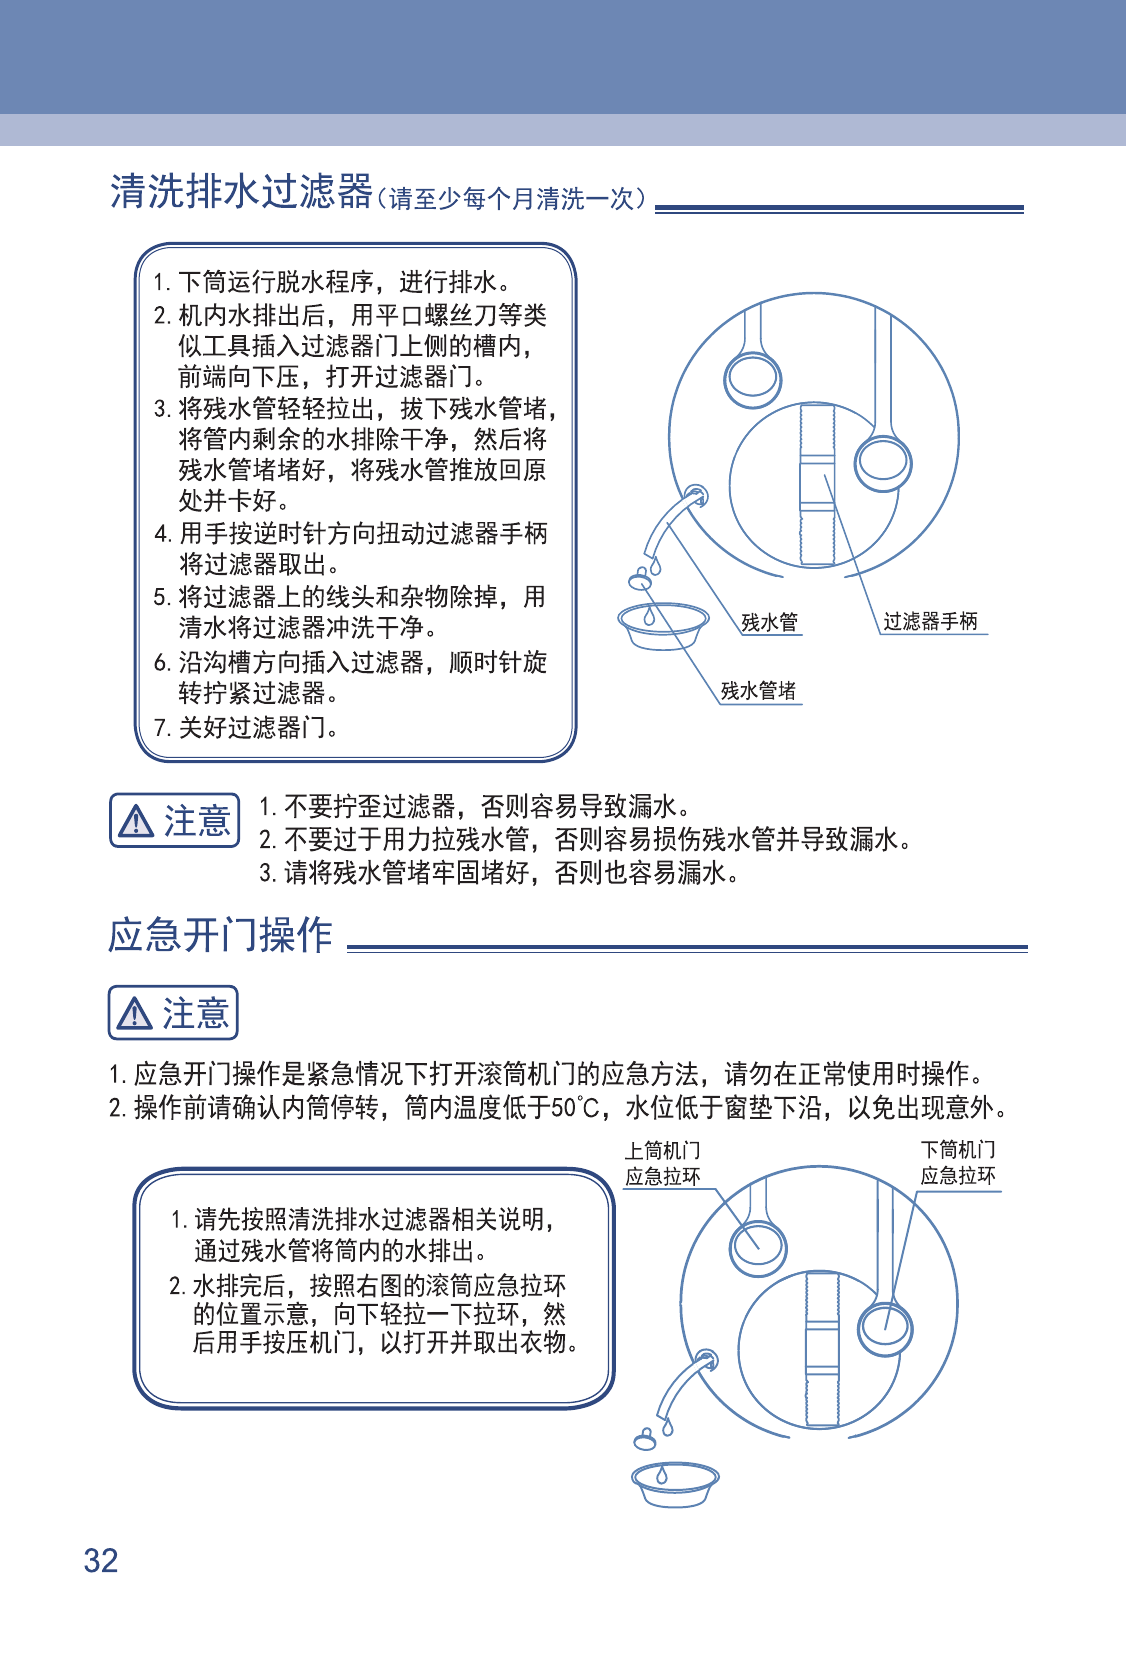 清洗排水过滤器(请至少每个月清洗一次)
1. 下筒运行脱水程序，进行排水。
2. 机内水排出后，用平口螺丝刀等类
似工具插入过滤器门上侧的槽内，
前端向下压，打开过滤器门。
3. 将残水管轻轻拉出，拔下残水管堵，
将管内剩余的水排除干净，然后将
残水管堵堵好，将残水管推放回原
处并卡好。
4. 用手按逆时针方向扭动过滤器手柄
将过滤器取出。
5. 将过滤器上的线头和杂物除掉，用
清水将过滤器冲洗干净。
6. 沿沟槽方向插入过滤器，顺时针旋
转拧紧过滤器。
7. 关好过滤器门。
残水管
过滤器手柄
残水管堵
注意
1. 不要拧歪过滤器，否则容易导致漏水。
2. 不要过于用力拉残水管，否则容易损伤残水管并导致漏水。
3. 请将残水管堵牢固堵好，否则也容易漏水。
应急开门操作
注意
1. 应急开门操作是紧急情况下打开滚筒机门的应急方法，请勿在正常使用时操作。
2. 操作前请确认内筒停转，筒内温度低于50℃，水位低于窗垫下沿，以免出现意外。
上筒机门
应急拉环
下筒机门
应急拉环
1. 请先按照清洗排水过滤器相关说明，
通过残水管将筒内的水排出。
2. 水排完后，按照右图的滚筒应急拉环
的位置示意，向下轻拉一下拉环，然
后用手按压机门，以打开并取出衣物。
32